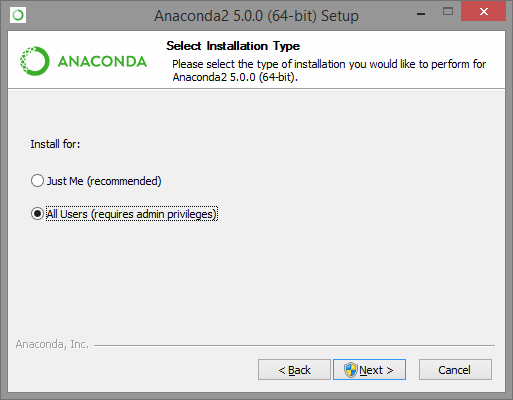 Anaconda2 5.0.0 (64-bit) Setup
ANACONDA
Select Installation Type
Please select the type of installation you would like to perform for
Anaconda2 5.0.0 (64-bit).
Install for:
Just Me (recommended)
All Users (requires admin privileges)
Anaconda, Inc.
< Back
Next >
Cancel